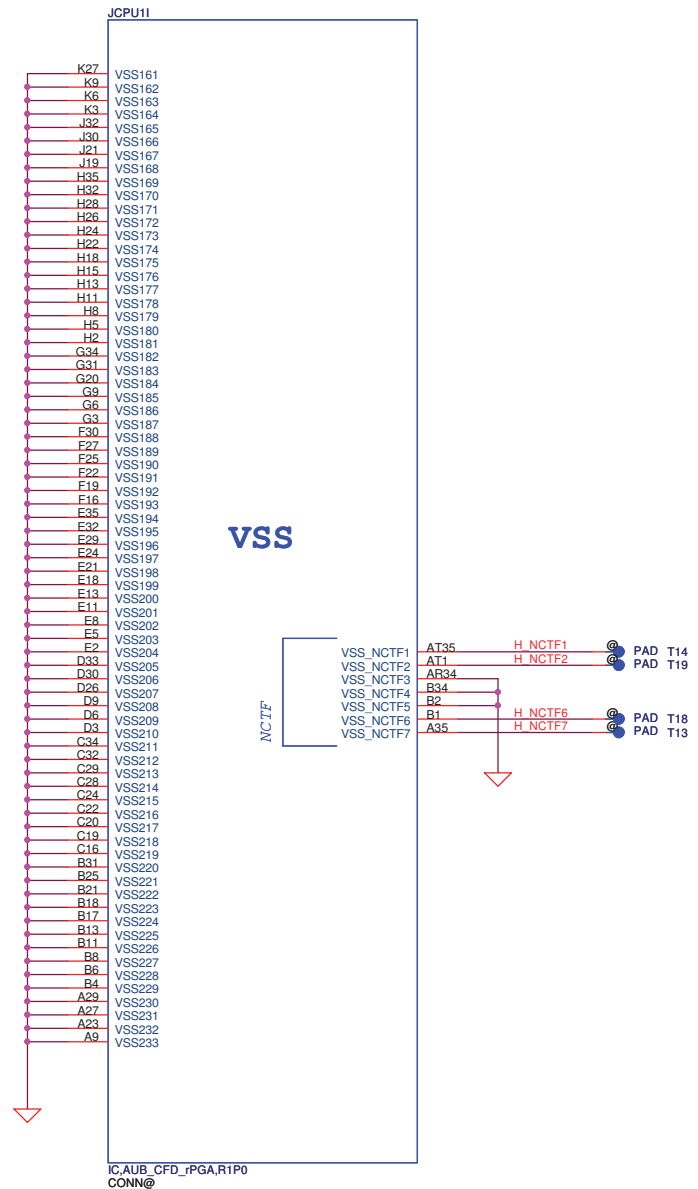 JCPU1I
K27 VSS161
K9 VSS162
K6 VSS163
K3 VSS164
J32 VSS165
J30 VSS166
J21 VSS167
J19 VSS168
H35 VSS169
H32 VSS170
H28 VSS171
H26 VSS172
H24 VSS173
H22 VSS174
H18 VSS175
H15 VSS176
H13 VSS177
H11 VSS178
H8 VSS179
H5 VSS180
H2 VSS181
G34 VSS182
G31 VSS183
G20 VSS184
G9 VSS185
G6 VSS186
G3 VSS187
F30 VSS188
F27 VSS189
F25 VSS190
F22 VSS191
F19 VSS192
F16 VSS193
E35 VSS194
E32 VSS195
E29 VSS196
E24 VSS197
E21 VSS198
E18 VSS199
E13 VSS200
E11 VSS201
E8 VSS202
E5 VSS203
E2 VSS204
D33 VSS205
D30 VSS206
D26 VSS207
D9 VSS208
D6 VSS209
D3 VSS210
C34 VSS211
C32 VSS212
C29 VSS213
C28 VSS214
C24 VSS215
C22 VSS216
C20 VSS217
C19 VSS218
C16 VSS219
B31 VSS220
B25 VSS221
B21 VSS222
B18 VSS223
B17 VSS224
B13 VSS225
B11 VSS226
B8 VSS227
B6 VSS228
B4 VSS229
A29 VSS230
A27 VSS231
A23 VSS232
A9 VSS233
VSS
NCTF
VSS_NCTF1 AT35 H_NCTF1 @ PAD T14
VSS_NCTF2 AT1 H_NCTF2 @ PAD T19
VSS_NCTF3 AR34
VSS_NCTF4 B34
VSS_NCTF5 B2
VSS_NCTF6 B1 H_NCTF6 @ PAD T18
VSS_NCTF7 A35 H_NCTF7 @ PAD T13
IC,AUB_CFD_rPGA,R1P0
CONN@